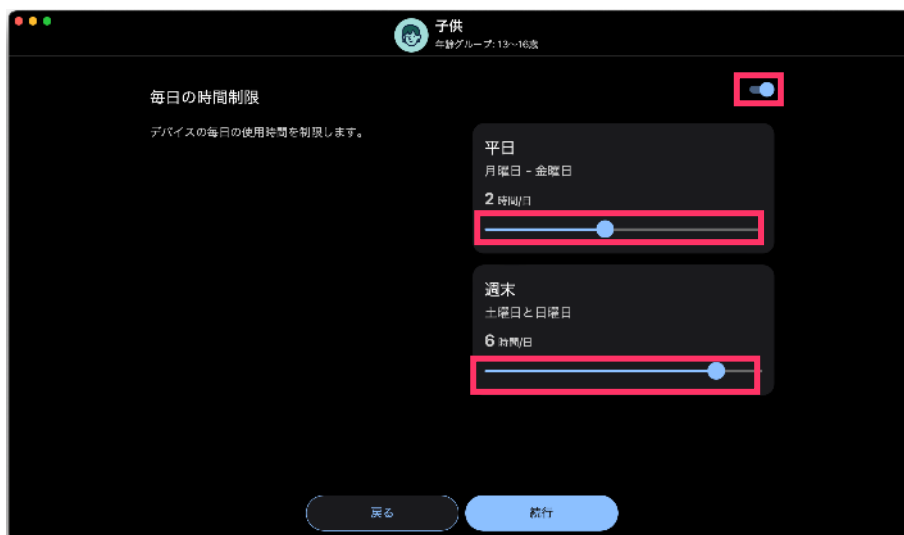 子供
年齢グループ: 13〜16歳
毎日の時間制限
デバイスの毎日の使用時間を制限します。
平日
月曜日 - 金曜日
2 時間/日
週末
土曜日と日曜日
6 時間/日
戻る
続行